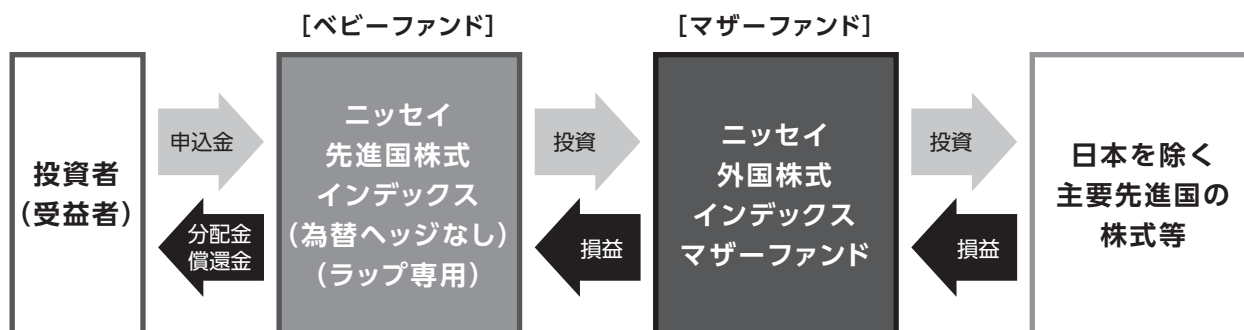 [ベビーファンド]
[マザーファンド]
投資者
(受益者)
申込金
分配金
償還金
ニッセイ
先進国株式
インデックス
(為替ヘッジなし)
(ラップ専用)
投資
損益
ニッセイ
外国株式
インデックス
マザーファンド
投資
損益
日本を除く
主要先進国の
株式等